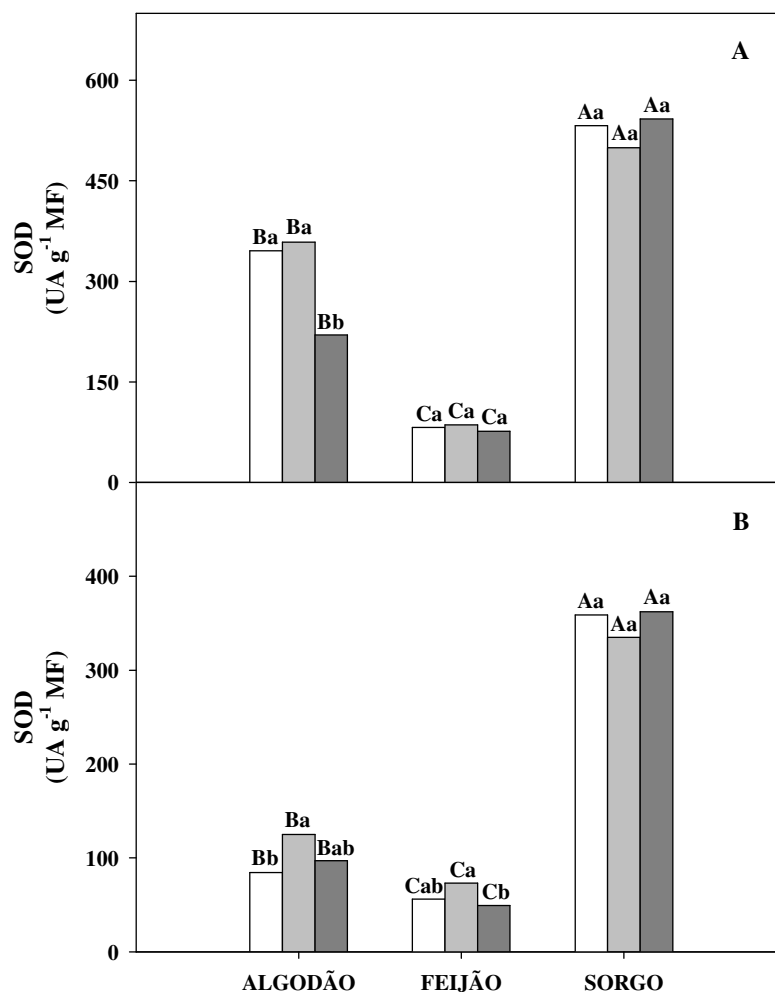 A
600
450
300
150
0
SOD
(UA g⁻¹ MF)
Ba
Ba
Bb
Ca
Ca
Ca
Aa
Aa
Aa
B
400
300
200
100
0
SOD
(UA g⁻¹ MF)
Bb
Ba
Bab
Cab
Ca
Cb
Aa
Aa
Aa
ALGODÃO FEIJÃO SORGO